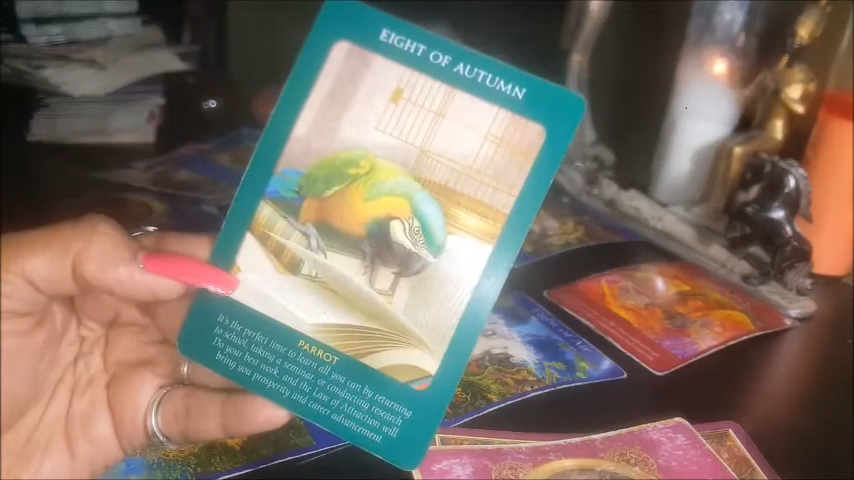 EIGHT OF AUTUMN
PARROT
It's the perfect time to learn all you can by returning
to school, taking a seminar, or conducting research.
Do your best work, and the Law of Attraction will
bring you prosperity and career advancement.